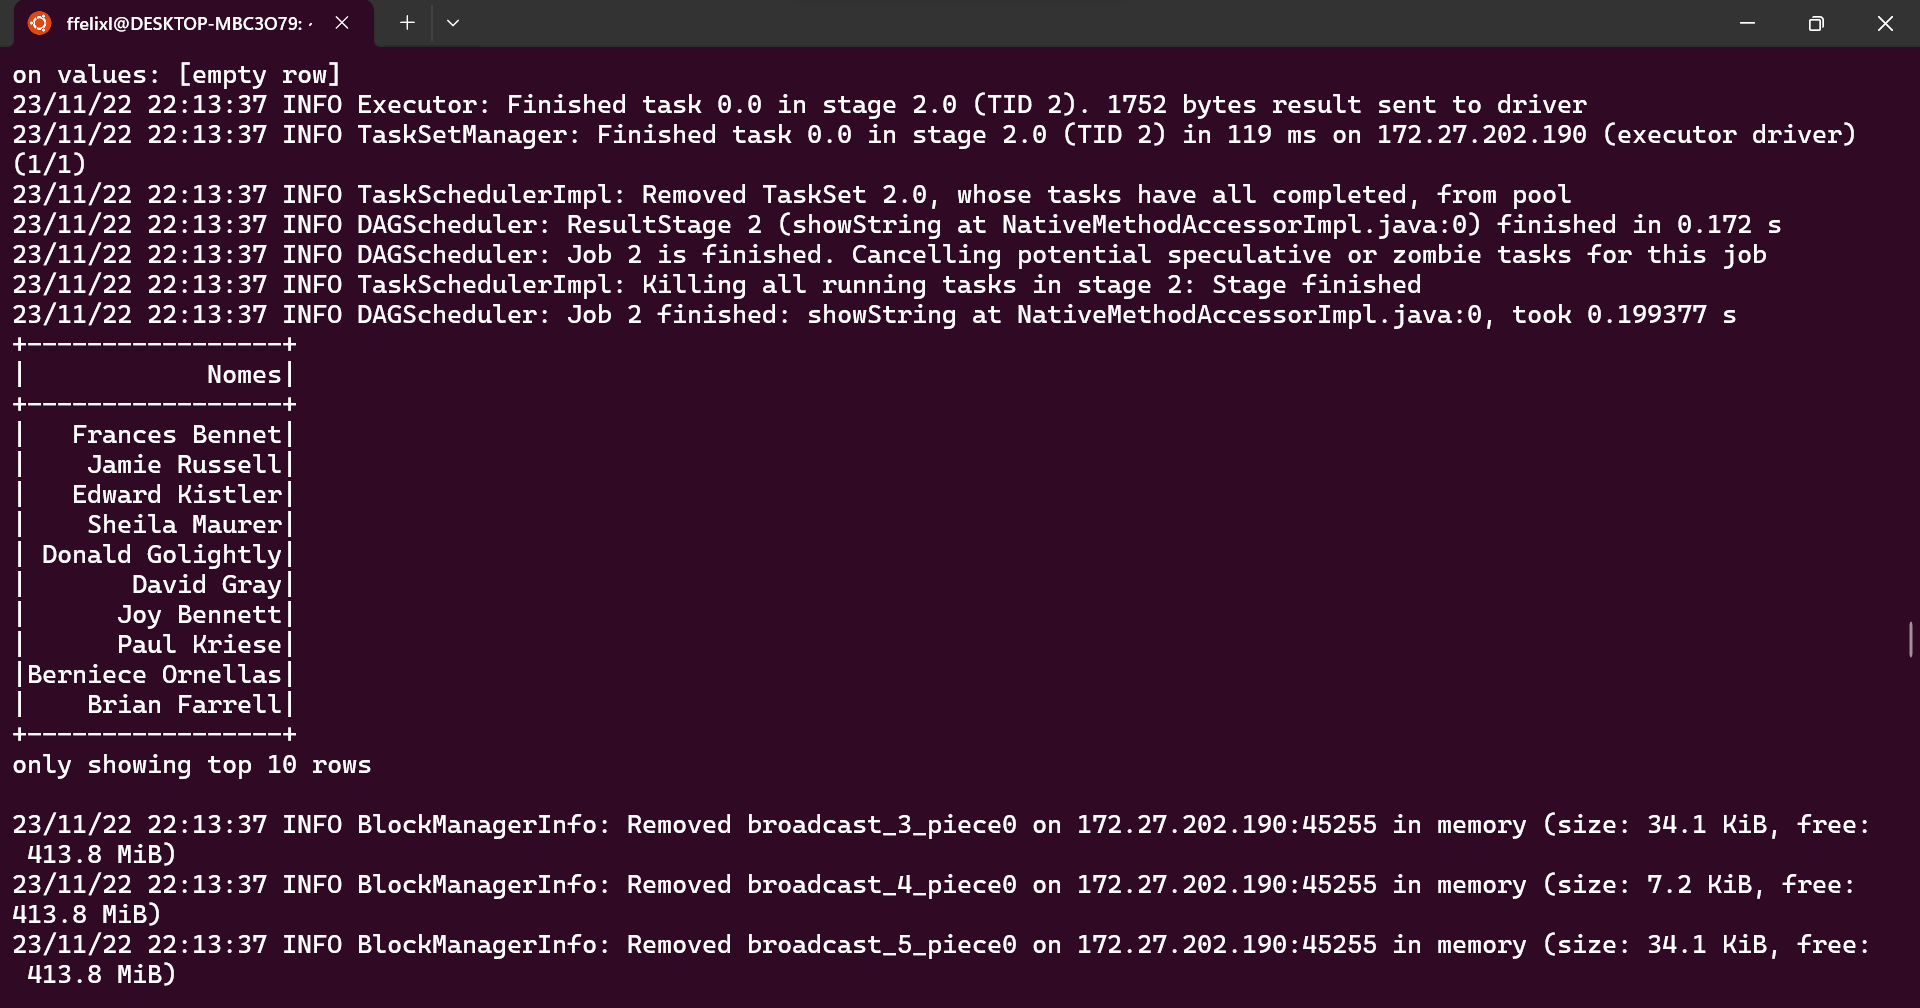 ffelixl@DESKTOP-MBC3O79: 
on values: [empty row]
23/11/22 22:13:37 INFO Executor: Finished task 0.0 in stage 2.0 (TID 2). 1752 bytes result sent to driver
23/11/22 22:13:37 INFO TaskSetManager: Finished task 0.0 in stage 2.0 (TID 2) in 119 ms on 172.27.202.190 (executor driver)
(1/1)
23/11/22 22:13:37 INFO TaskSchedulerImpl: Removed TaskSet 2.0, whose tasks have all completed, from pool
23/11/22 22:13:37 INFO DAGScheduler: ResultStage 2 (showString at NativeMethodAccessorImpl.java:0) finished in 0.172 s
23/11/22 22:13:37 INFO DAGScheduler: Job 2 is finished. Cancelling potential speculative or zombie tasks for this job
23/11/22 22:13:37 INFO TaskSchedulerImpl: Killing all running tasks in stage 2: Stage finished
23/11/22 22:13:37 INFO DAGScheduler: Job 2 finished: showString at NativeMethodAccessorImpl.java:0, took 0.199377 s
+-----------------+
|            Nomes|
+-----------------+
|   Frances Bennet|
|    Jamie Russell|
|   Edward Kistler|
|    Sheila Maurer|
| Donald Golightly|
|       David Gray|
|      Joy Bennett|
|      Paul Kriese|
|Berniece Ornellas|
|    Brian Farrell|
+-----------------+
only showing top 10 rows
23/11/22 22:13:37 INFO BlockManagerInfo: Removed broadcast_3_piece0 on 172.27.202.190:45255 in memory (size: 34.1 KiB, free:
 413.8 MiB)
23/11/22 22:13:37 INFO BlockManagerInfo: Removed broadcast_4_piece0 on 172.27.202.190:45255 in memory (size: 7.2 KiB, free:
413.8 MiB)
23/11/22 22:13:37 INFO BlockManagerInfo: Removed broadcast_5_piece0 on 172.27.202.190:45255 in memory (size: 34.1 KiB, free:
 413.8 MiB)